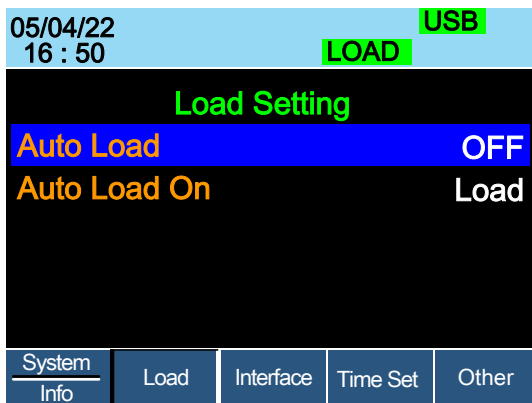 05/04/22 USB
16 : 50 LOAD
Load Setting
Auto Load OFF
Auto Load On Load
System Load Interface Time Set Other
Info